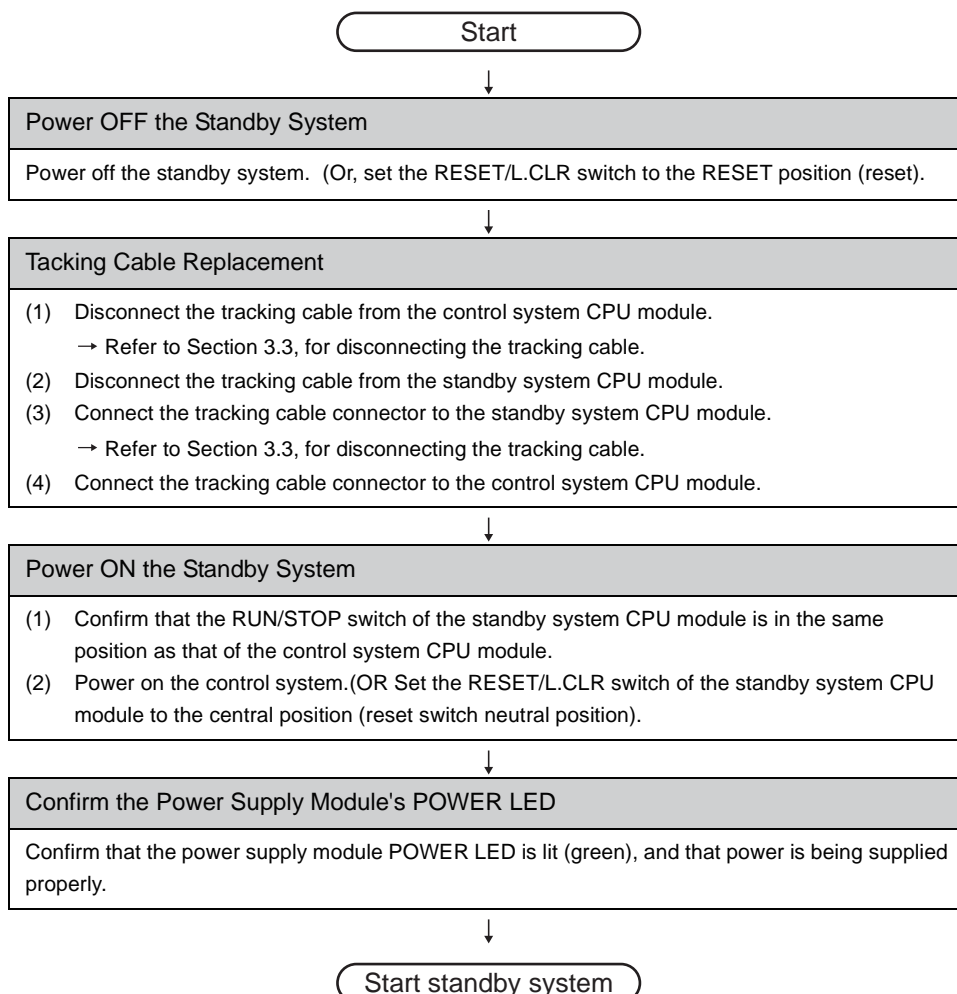 Start
Power OFF the Standby System
Power off the standby system.  (Or, set the RESET/L.CLR switch to the RESET position (reset).
Tacking Cable Replacement
(1) Disconnect the tracking cable from the control system CPU module.
→ Refer to Section 3.3, for disconnecting the tracking cable.
(2) Disconnect the tracking cable from the standby system CPU module.
(3) Connect the tracking cable connector to the standby system CPU module.
→ Refer to Section 3.3, for disconnecting the tracking cable.
(4) Connect the tracking cable connector to the control system CPU module.
Power ON the Standby System
(1) Confirm that the RUN/STOP switch of the standby system CPU module is in the same
position as that of the control system CPU module.
(2) Power on the control system.(OR Set the RESET/L.CLR switch of the standby system CPU
module to the central position (reset switch neutral position).
Confirm the Power Supply Module's POWER LED
Confirm that the power supply module POWER LED is lit (green), and that power is being supplied
properly.
Start standby system